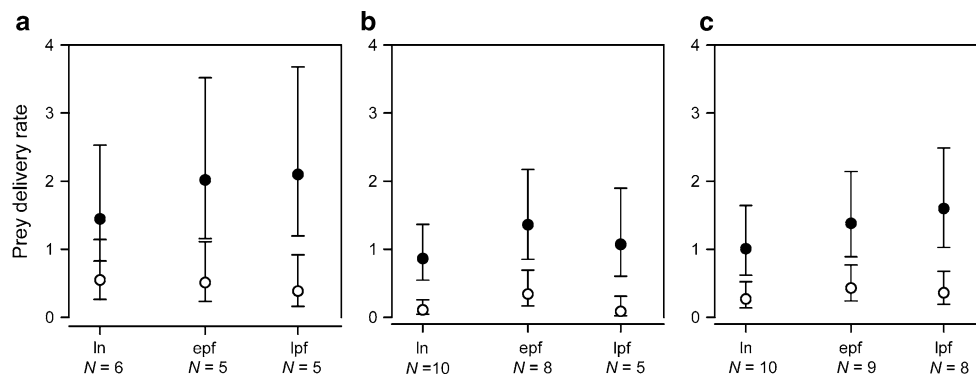 a b c
4 4 4
3 3 3
2 2 2
1 1 1
0 0 0
Prey delivery rate
ln epf lpf ln epf lpf ln epf lpf
N = 6 N = 5 N = 5 N =10 N = 8 N = 5 N = 10 N = 9 N = 8